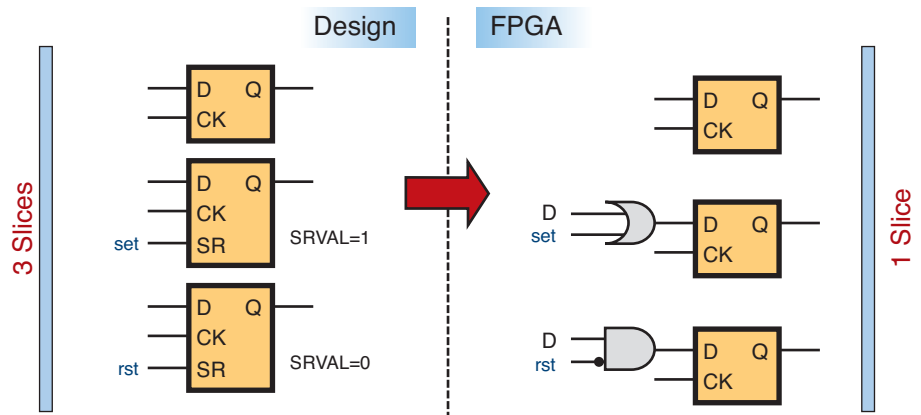 Design
FPGA
3 Slices
D Q
CK
D Q
CK
set SR
SRVAL=1
D Q
CK
rst SR
SRVAL=0
D Q
CK
D
set
D Q
CK
D
rst
D Q
CK
1 Slice